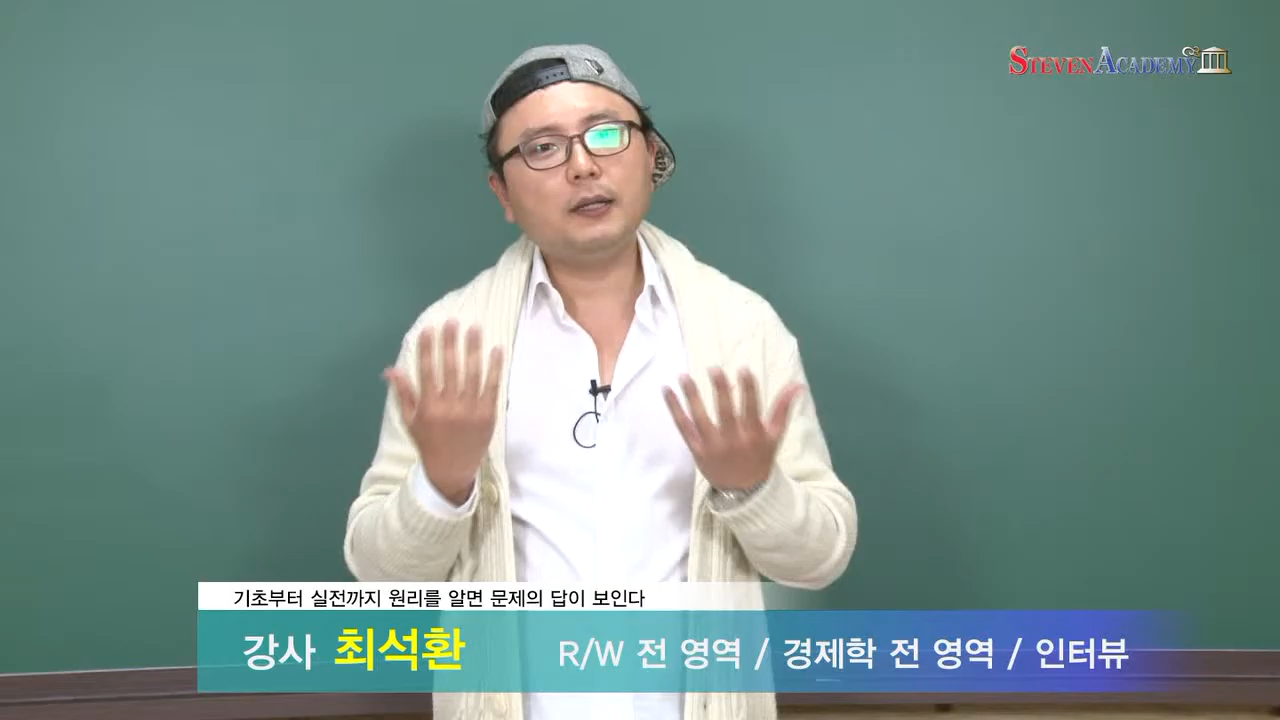 STEVENACADEMY
기초부터 실전까지 원리를 알면 문제의 답이 보인다
강사 최석환 R/W 전 영역 / 경제학 전 영역 / 인터뷰